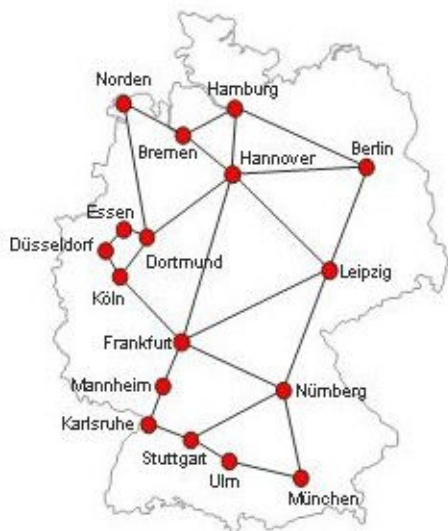 Norden
Hamburg
Bremen
Hannover
Berlin
Essen
Düsseldorf
Dortmund
Köln
Leipzig
Frankfurt
Mannheim
Nürnberg
Karlsruhe
Stuttgart
Ulm
München